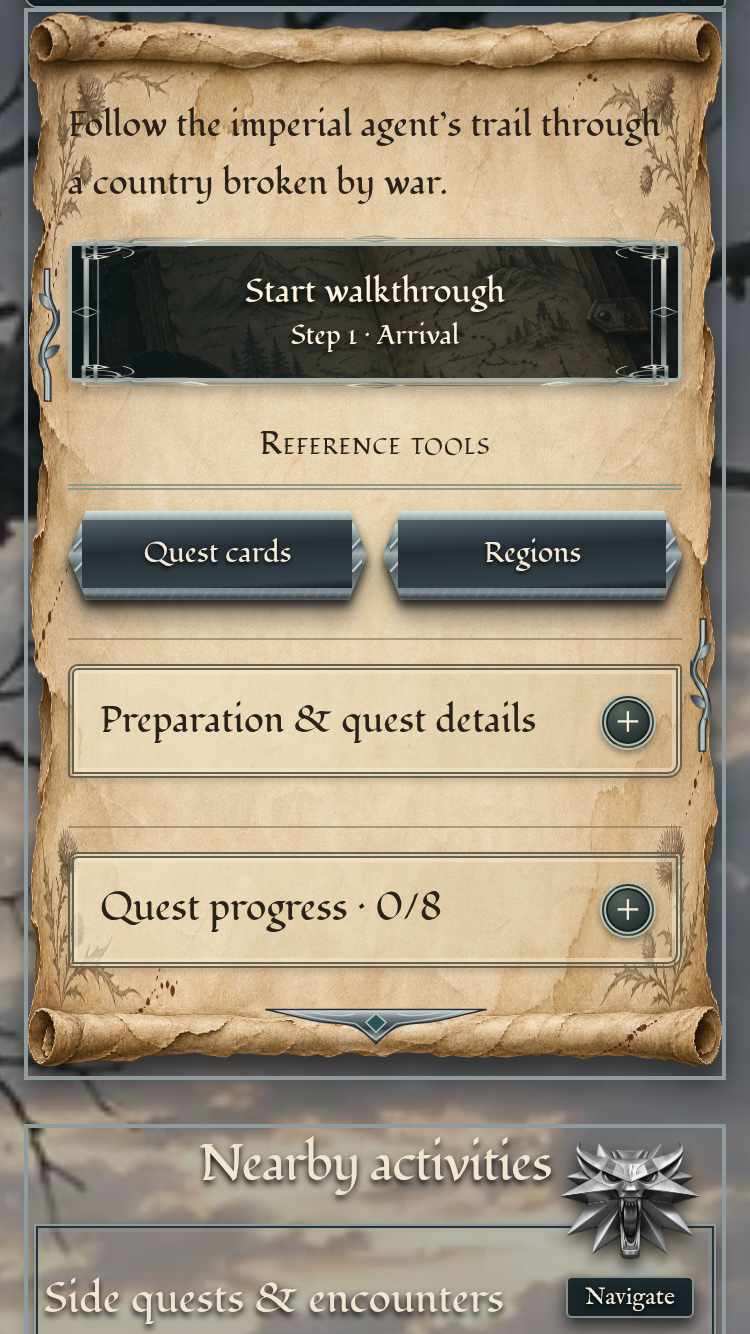 Follow the imperial agent's trail through
a country broken by war.
Start walkthrough
Step 1 · Arrival
Reference tools
Quest cards
Regions
Preparation & quest details
+
Quest progress · 0/8
+
Nearby activities
Side quests & encounters
Navigate